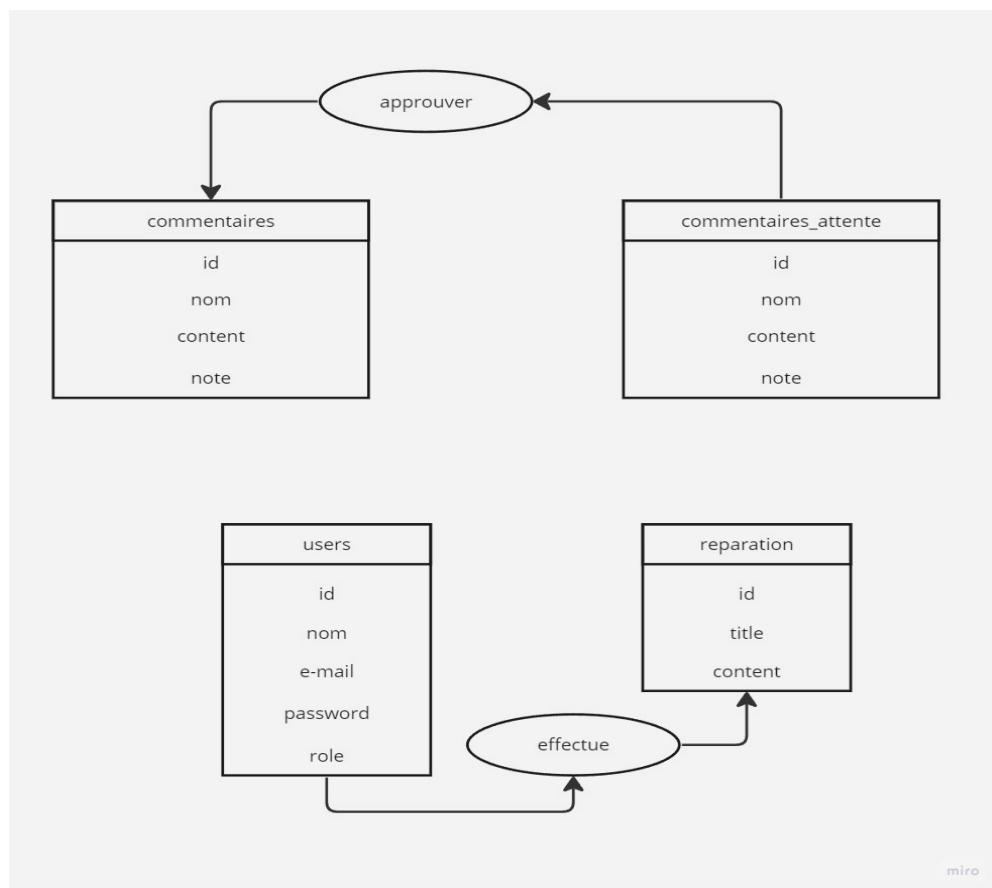 approuver
commentaires
id
nom
content
note
commentaires_attente
id
nom
content
note
users
id
nom
e-mail
password
role
reparation
id
title
content
effectue
miro